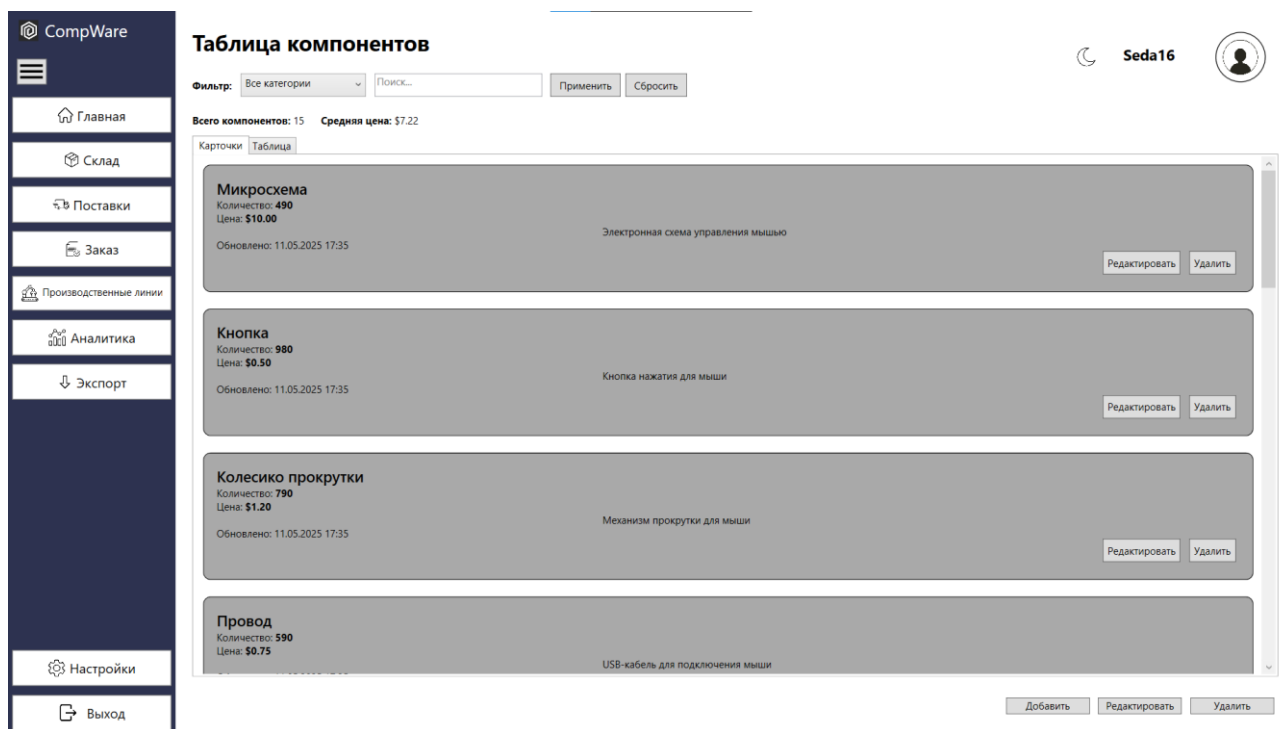 CompWare
Главная
Склад
Поставки
Заказ
Производственные линии
Аналитика
Экспорт
Настройки
Выход
Таблица компонентов
Seda16
Фильтр: Все категории Поиск... Применить Сбросить
Всего компонентов: 15 Средняя цена: $7.22
Карточки Таблица
Микросхема
Количество: 490
Цена: $10.00
Электронная схема управления мышью
Обновлено: 11.05.2025 17:35
Редактировать Удалить
Кнопка
Количество: 980
Цена: $0.50
Кнопка нажатия для мыши
Обновлено: 11.05.2025 17:35
Редактировать Удалить
Колесико прокрутки
Количество: 790
Цена: $1.20
Механизм прокрутки для мыши
Обновлено: 11.05.2025 17:35
Редактировать Удалить
Провод
Количество: 590
Цена: $0.75
USB-кабель для подключения мыши
Добавить Редактировать Удалить